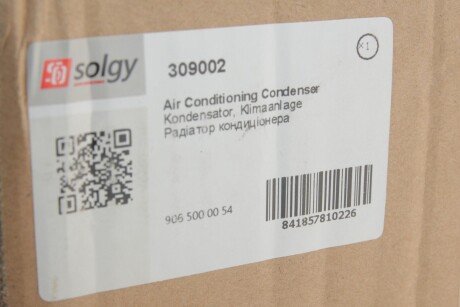 solgy
309002
x1
Air Conditioning Condenser
Kondensator, Klimaanlage
Радіатор кондиціонера
906 500 00 54
841857810226